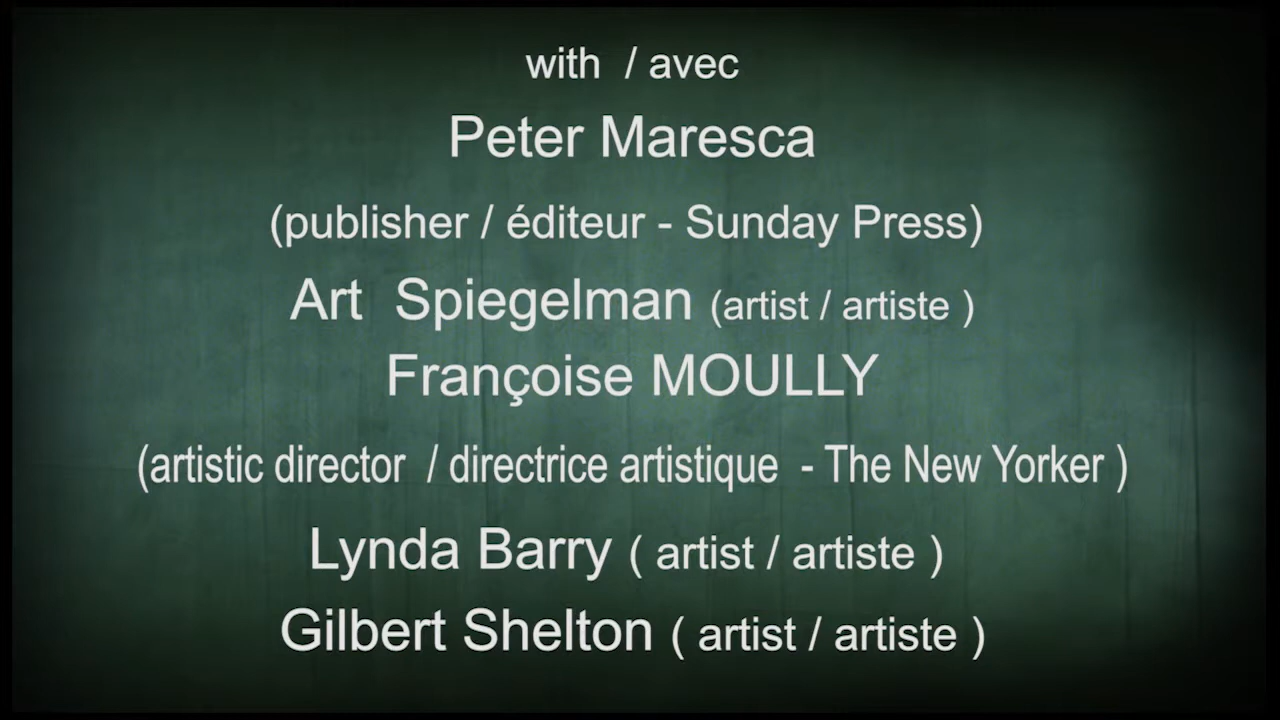 with / avec
Peter Maresca
(publisher / éditeur - Sunday Press)
Art Spiegelman (artist / artiste )
Françoise MOULLY
(artistic director / directrice artistique - The New Yorker )
Lynda Barry ( artist / artiste )
Gilbert Shelton ( artist / artiste )